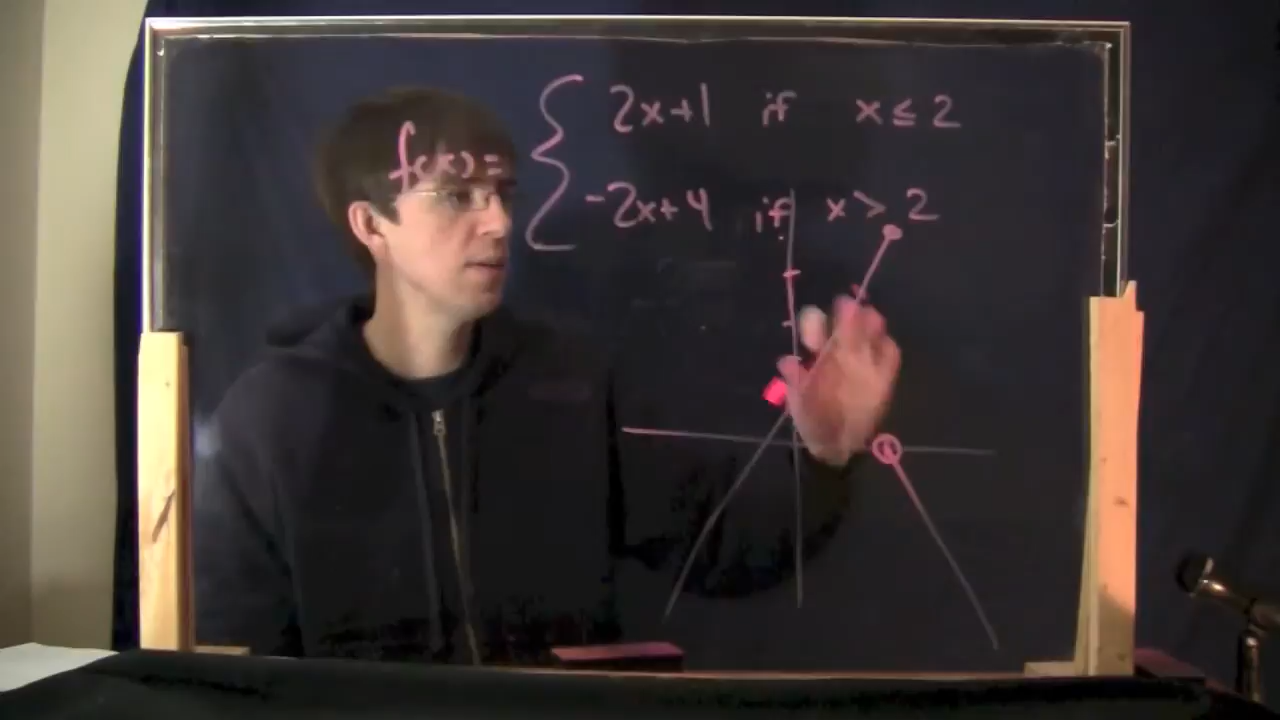 2x+1 if x ≤ 2
f(x) =
-2x+4 if x > 2